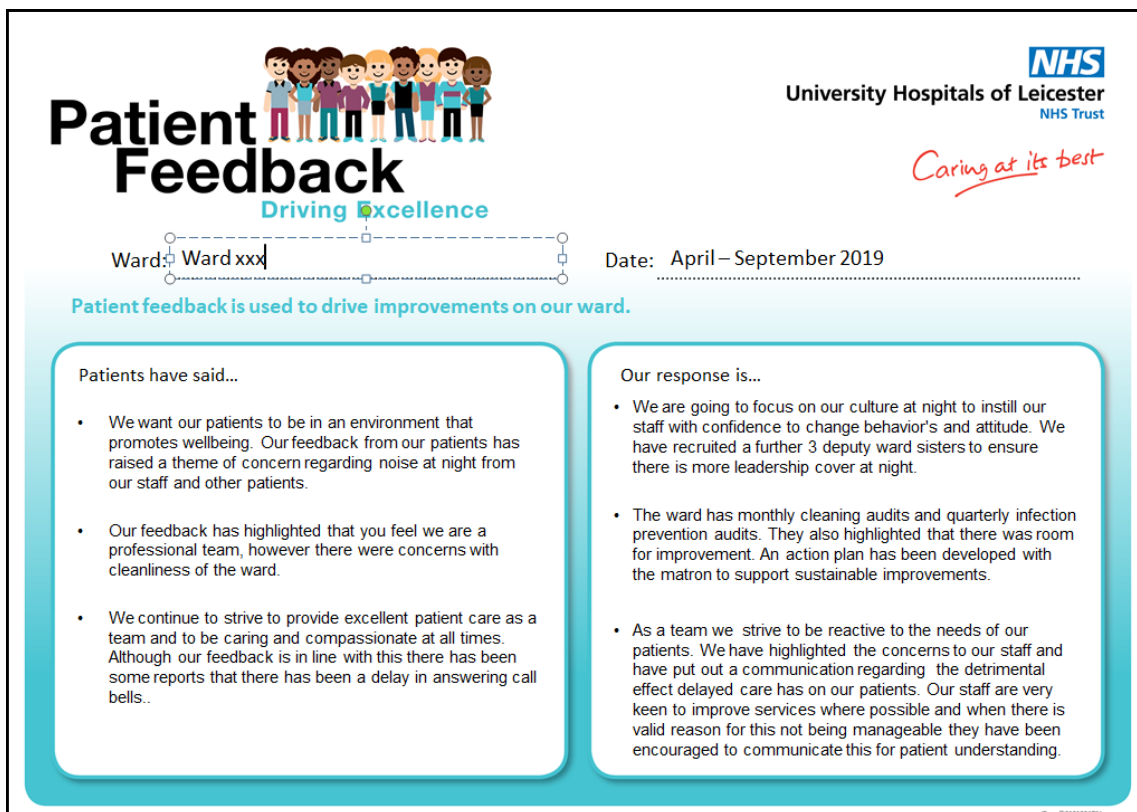 Patient
Feedback
Driving Excellence
NHS
University Hospitals of Leicester
NHS Trust
Caring at its best
Ward: Ward xxx
Date: April – September 2019
Patient feedback is used to drive improvements on our ward.
Patients have said...
• We want our patients to be in an environment that
promotes wellbeing. Our feedback from our patients has
raised a theme of concern regarding noise at night from
our staff and other patients.
• Our feedback has highlighted that you feel we are a
professional team, however there were concerns with
cleanliness of the ward.
• We continue to strive to provide excellent patient care as a
team and to be caring and compassionate at all times.
Although our feedback is in line with this there has been
some reports that there has been a delay in answering call
bells..
Our response is...
• We are going to focus on our culture at night to instill our
staff with confidence to change behavior's and attitude. We
have recruited a further 3 deputy ward sisters to ensure
there is more leadership cover at night.
• The ward has monthly cleaning audits and quarterly infection
prevention audits. They also highlighted that there was room
for improvement. An action plan has been developed with
the matron to support sustainable improvements.
• As a team we strive to be reactive to the needs of our
patients. We have highlighted the concerns to our staff and
have put out a communication regarding the detrimental
effect delayed care has on our patients. Our staff are very
keen to improve services where possible and when there is
valid reason for this not being manageable they have been
encouraged to communicate this for patient understanding.